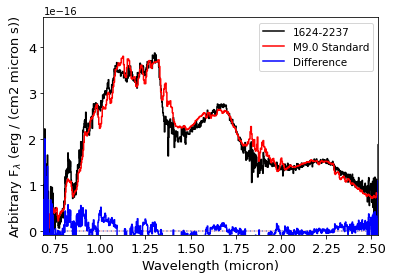 1e−16
1624-2237
M9.0 Standard
Difference
Arbitrary Fλ (erg / (cm2 micron s))
4
3
2
1
0
0.75 1.00 1.25 1.50 1.75 2.00 2.25 2.50
Wavelength (micron)